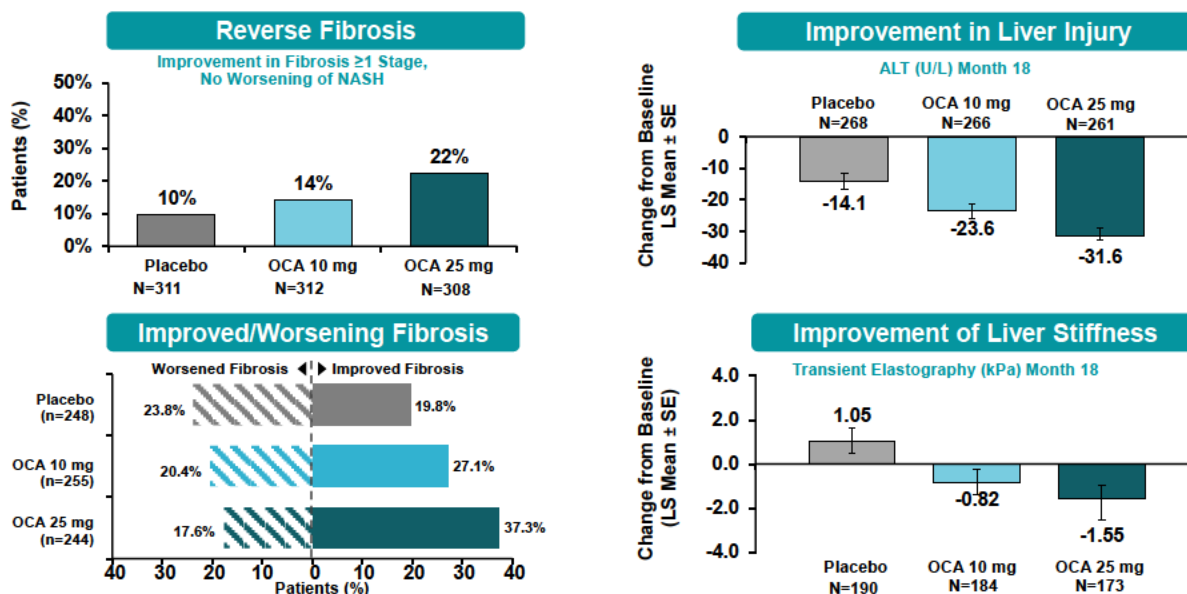 Reverse Fibrosis
Improvement in Fibrosis ≥1 Stage,
No Worsening of NASH
Patients (%)
50%
40%
30%
20%
10%
0%
10%
14%
22%
Placebo
N=311
OCA 10 mg
N=312
OCA 25 mg
N=308
Improvement in Liver Injury
ALT (U/L) Month 18
Change from Baseline
LS Mean ± SE
Placebo
N=268
OCA 10 mg
N=266
OCA 25 mg
N=261
0
-10
-20
-30
-40
-14.1
-23.6
-31.6
Improved/Worsening Fibrosis
Worsened Fibrosis ◀ ▶ Improved Fibrosis
Placebo
(n=248)
23.8%
19.8%
OCA 10 mg
(n=255)
20.4%
27.1%
OCA 25 mg
(n=244)
17.6%
37.3%
40 30 20 10 0 10 20 30 40
Patients (%)
Improvement of Liver Stiffness
Transient Elastography (kPa) Month 18
Change from Baseline
(LS Mean ± SE)
4.0
2.0
0.0
-2.0
-4.0
1.05
-0.82
-1.55
Placebo
N=190
OCA 10 mg
N=184
OCA 25 mg
N=173